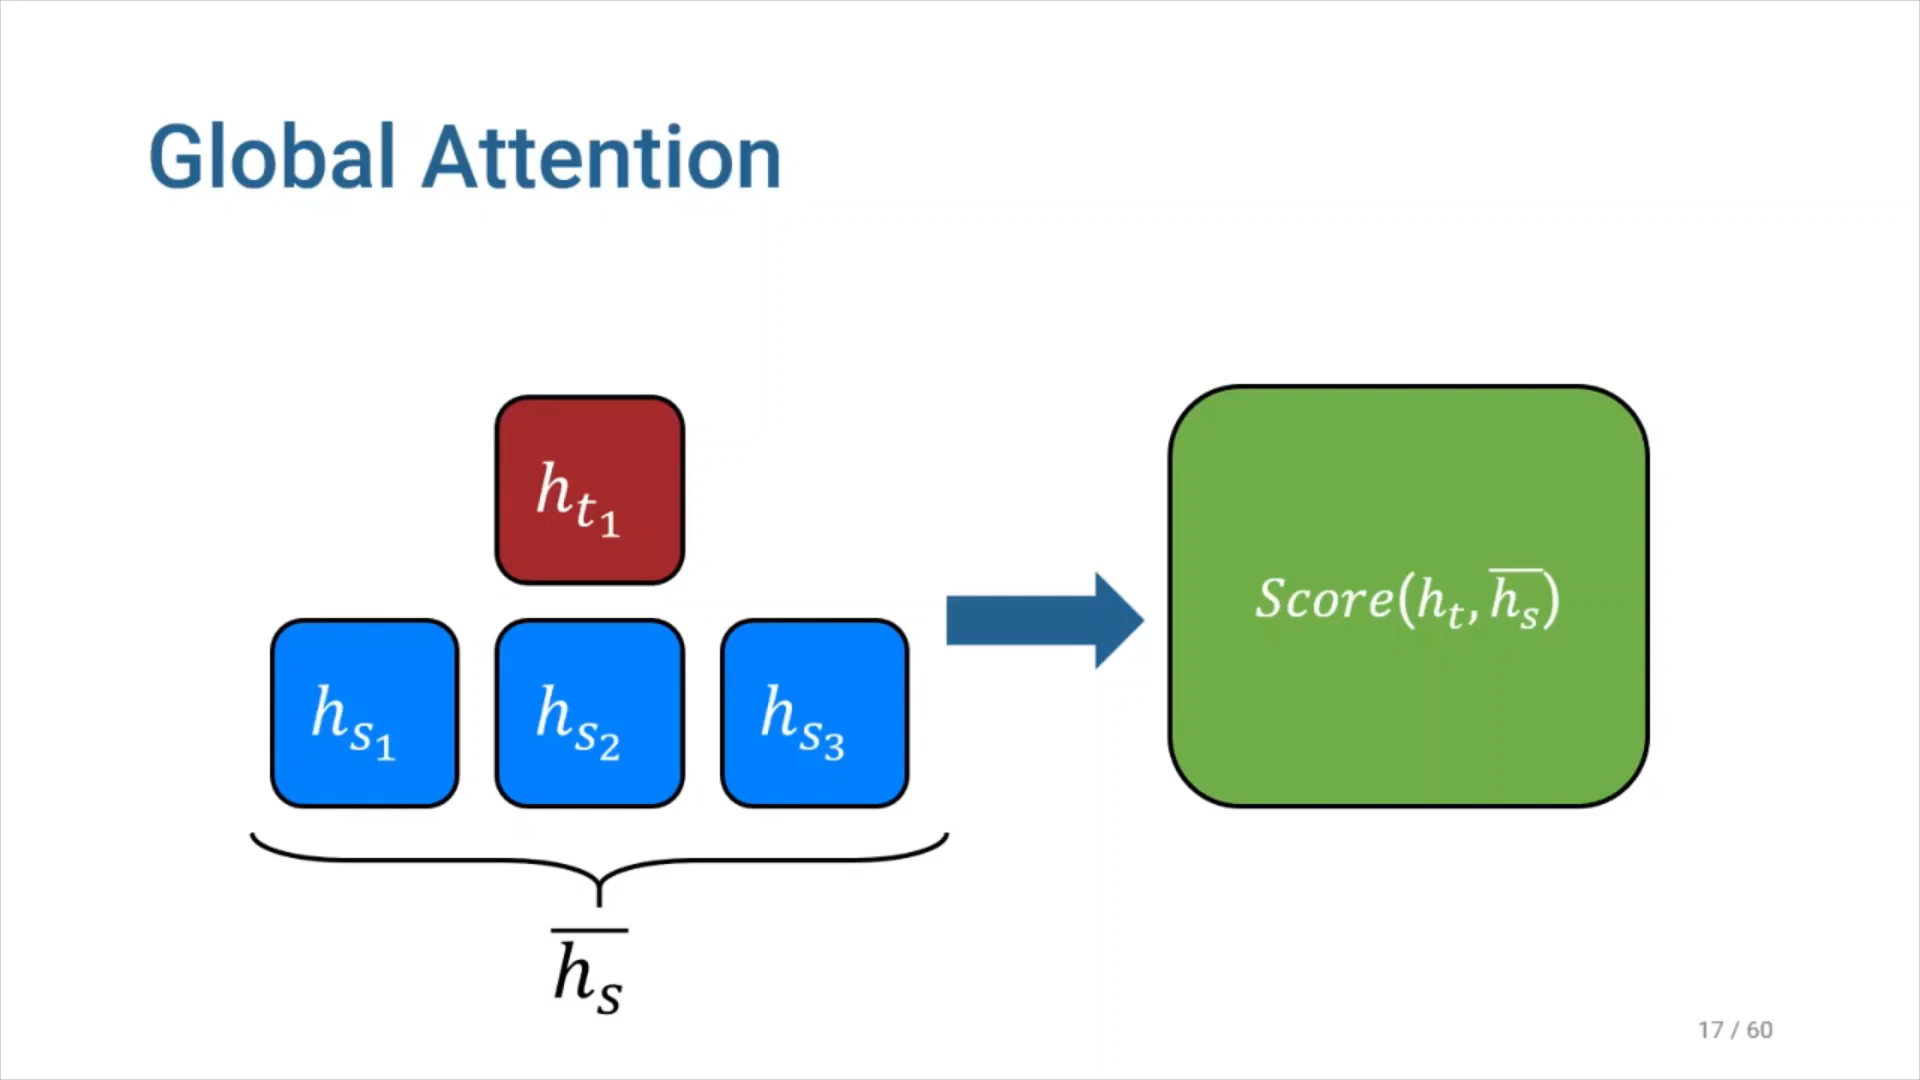 Global Attention
h_{t_1}
h_{s_1} h_{s_2} h_{s_3}
Score(h_t, \overline{h_s})
\overline{h_s}
17 / 60